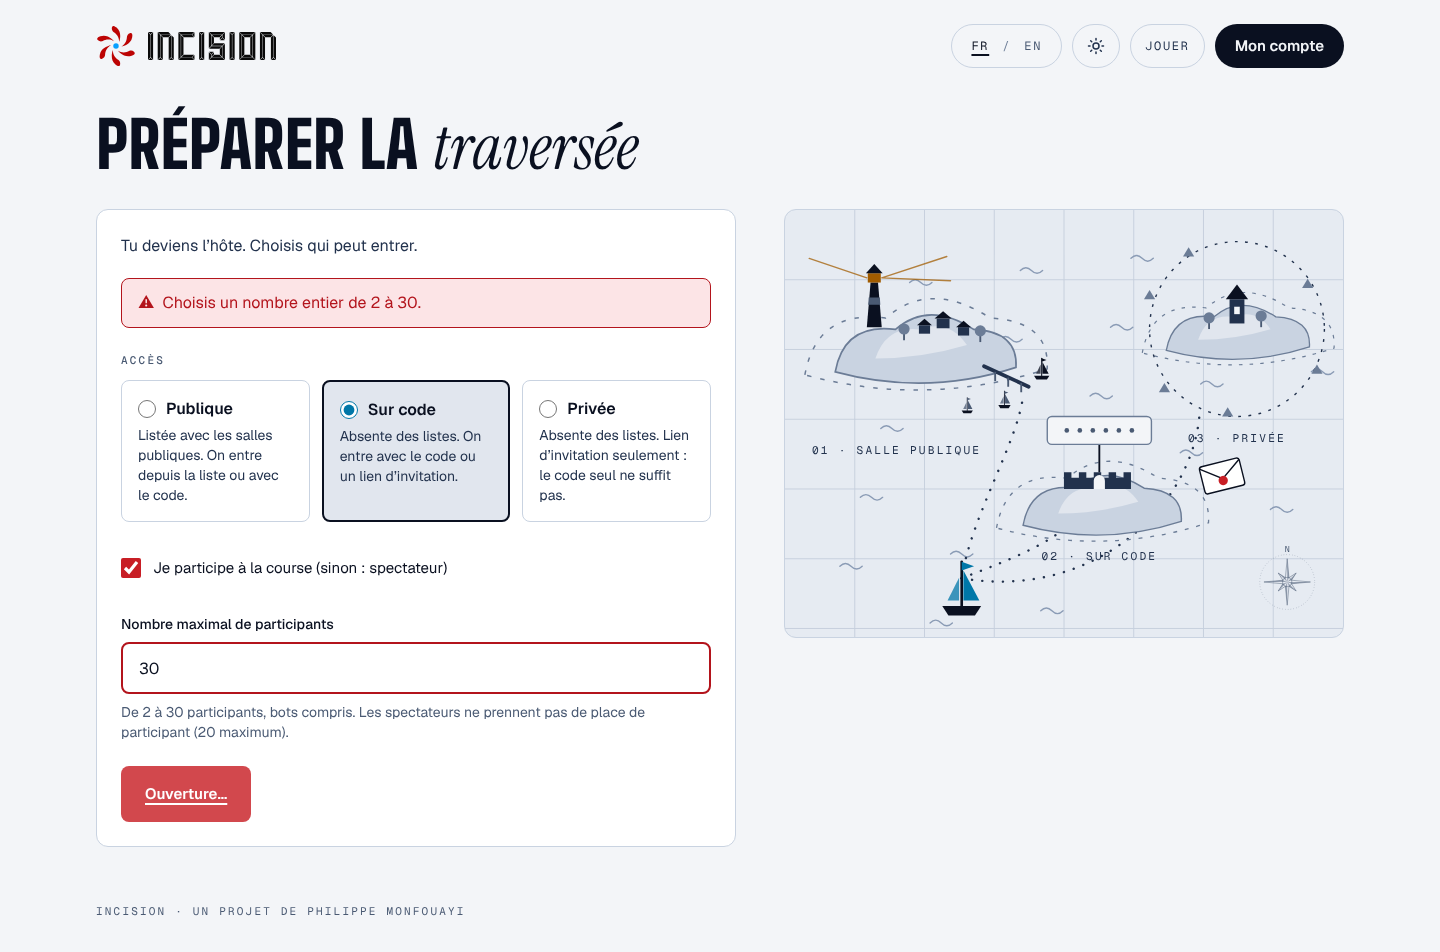 INCISION
FR / EN
JOUER
Mon compte
PRÉPARER LA traversée
Tu deviens l’hôte. Choisis qui peut entrer.
Choisis un nombre entier de 2 à 30.
ACCÈS
Publique
Listée avec les salles
publiques. On entre
depuis la liste ou avec
le code.
Sur code
Absente des listes. On
entre avec le code ou
un lien d’invitation.
Privée
Absente des listes. Lien
d’invitation seulement :
le code seul ne suffit
pas.
Je participe à la course (sinon : spectateur)
Nombre maximal de participants
30
De 2 à 30 participants, bots compris. Les spectateurs ne prennent pas de place de
participant (20 maximum).
Ouverture…
01 · SALLE PUBLIQUE
03 · PRIVÉE
02 · SUR CODE
N
INCISION · UN PROJET DE PHILIPPE MONFOUAYI